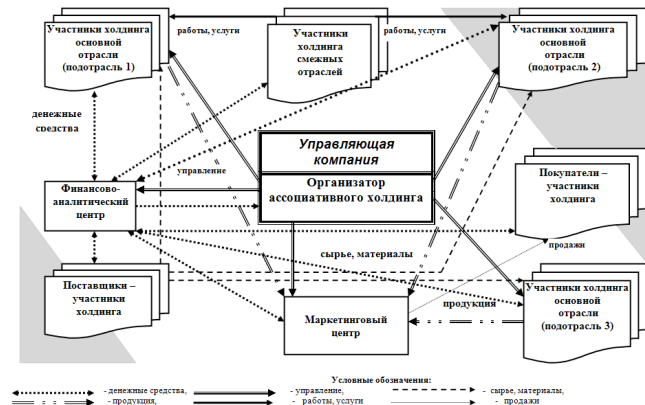 Участники холдинга
основной
отрасли
(подотрасль 1)
работы, услуги
Участники
холдинга
смежных
отраслей
работы, услуги
Участники холдинга
основной
отрасли
(подотрасль 2)
денежные
средства
управление
Управляющая
компания
Организатор
ассоциативного холдинга
Финансово-
аналитический
центр
Покупатели –
участники
холдинга
продажи
сырье, материалы
Поставщики –
участники
холдинга
Маркетинговый
центр
продукция
Участники холдинга
основной
отрасли
(подотрасль 3)
Условные обозначения:
- денежные средства,
- управление,
- сырье, материалы,
- продукция,
- работы, услуги
- продажи